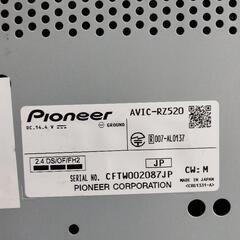 Pioneer
AVIC-RZ520
DC 14.4 V
GROUND
R 007-AL0137
2.4 DS/OF/FH2
JP
SERIAL NO. CFTW002087JP
CW: M
PIONEER CORPORATION
MADE IN JAPAN
<CRB1331-A>